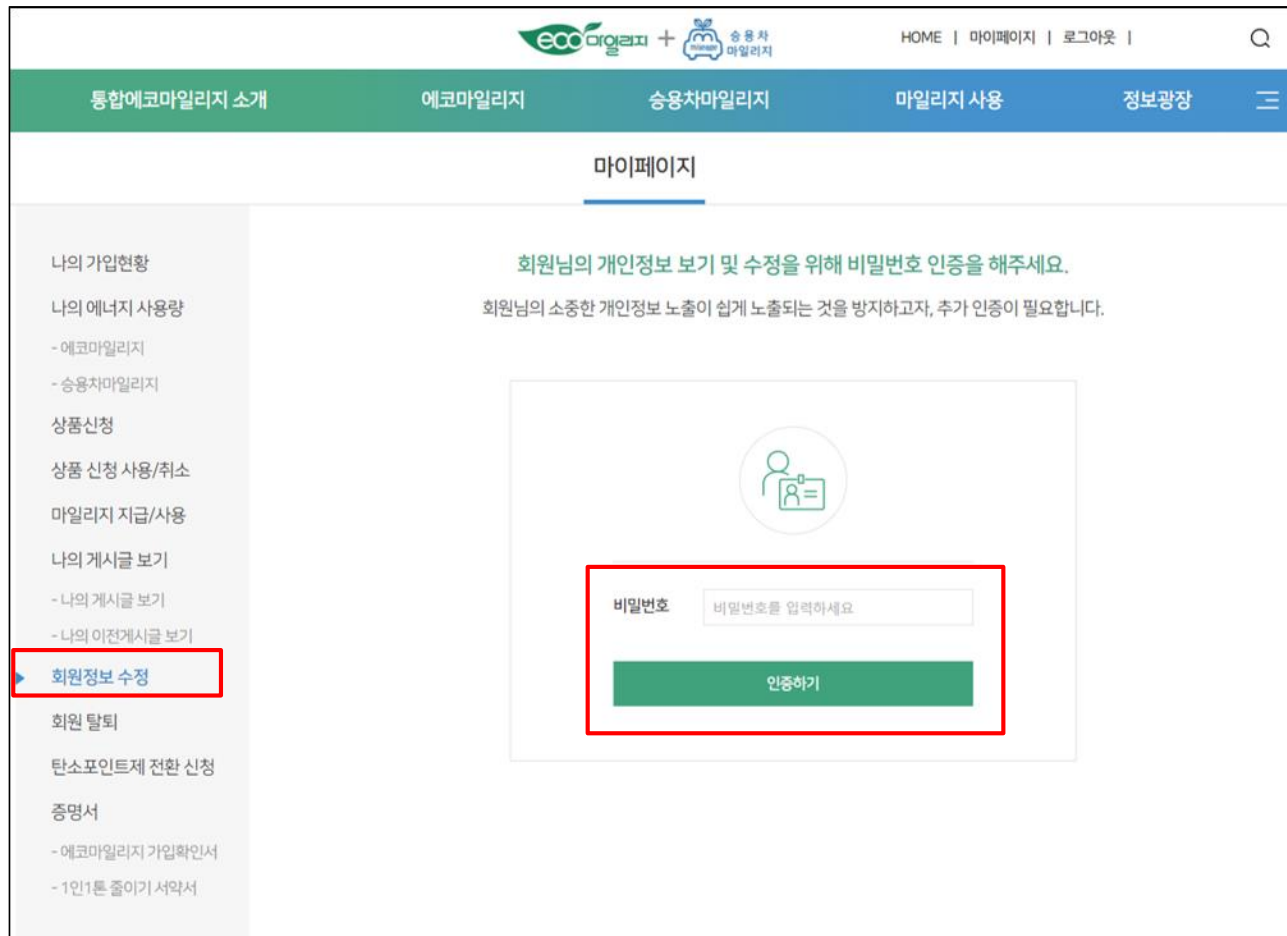 eco마일리지 + mileage 승용차
마일리지
HOME | 마이페이지 | 로그아웃 |
통합에코마일리지 소개 에코마일리지 승용차마일리지 마일리지 사용 정보광장
마이페이지
나의 가입현황
나의 에너지 사용량
- 에코마일리지
- 승용차마일리지
상품신청
상품 신청 사용/취소
마일리지 지급/사용
나의 게시글 보기
- 나의 게시글 보기
- 나의 이전게시글 보기
회원정보 수정
회원 탈퇴
탄소포인트제 전환 신청
증명서
- 에코마일리지 가입확인서
- 1인1톤 줄이기 서약서
회원님의 개인정보 보기 및 수정을 위해 비밀번호 인증을 해주세요.
회원님의 소중한 개인정보 노출이 쉽게 노출되는 것을 방지하고자, 추가 인증이 필요합니다.
비밀번호 비밀번호를 입력하세요
인증하기